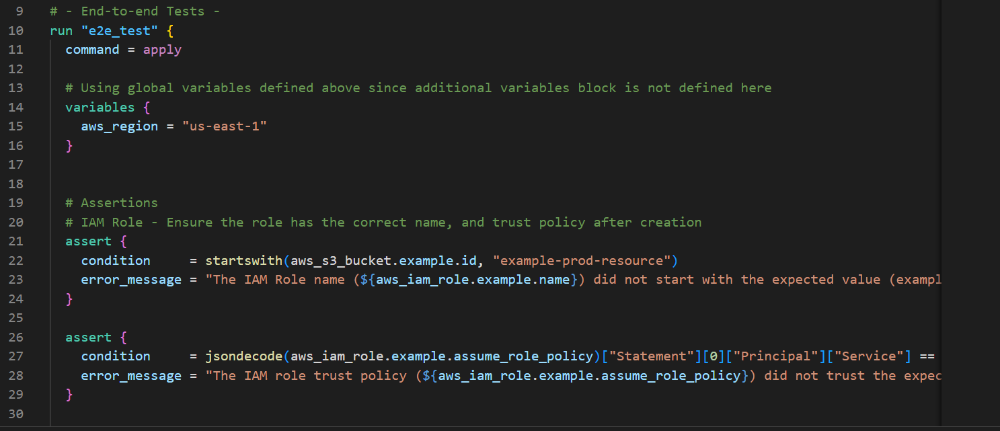 9 # - End-to-end Tests -
10 run "e2e_test" {
11 command = apply
12
13 # Using global variables defined above since additional variables block is not defined here
14 variables {
15 aws_region = "us-east-1"
16 }
17
18
19 # Assertions
20 # IAM Role - Ensure the role has the correct name, and trust policy after creation
21 assert {
22 condition     = startswith(aws_s3_bucket.example.id, "example-prod-resource")
23 error_message = "The IAM Role name (${aws_iam_role.example.name}) did not start with the expected value (exampl
24 }
25
26 assert {
27 condition     = jsondecode(aws_iam_role.example.assume_role_policy)["Statement"][0]["Principal"]["Service"] ==
28 error_message = "The IAM role trust policy (${aws_iam_role.example.assume_role_policy}) did not trust the expec
29 }
30